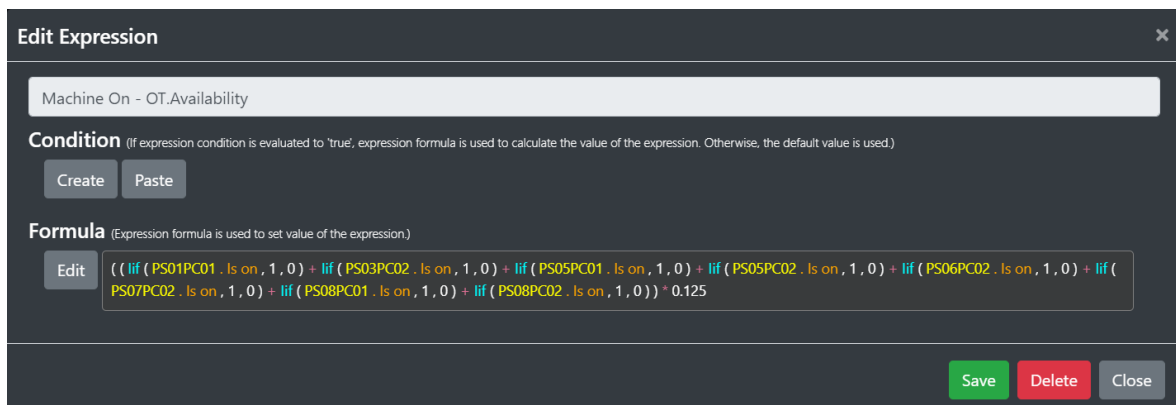 Edit Expression ×
Machine On - OT.Availability
Condition (If expression condition is evaluated to 'true', expression formula is used to calculate the value of the expression. Otherwise, the default value is used.)
Create Paste
Formula (Expression formula is used to set value of the expression.)
Edit ( ( Iif ( PS01PC01 . Is on , 1 , 0 ) + Iif ( PS03PC02 . Is on , 1 , 0 ) + Iif ( PS05PC01 . Is on , 1 , 0 ) + Iif ( PS05PC02 . Is on , 1 , 0 ) + Iif ( PS06PC02 . Is on , 1 , 0 ) + Iif (
PS07PC02 . Is on , 1 , 0 ) + Iif ( PS08PC01 . Is on , 1 , 0 ) + Iif ( PS08PC02 . Is on , 1 , 0 ) ) * 0.125
Save Delete Close